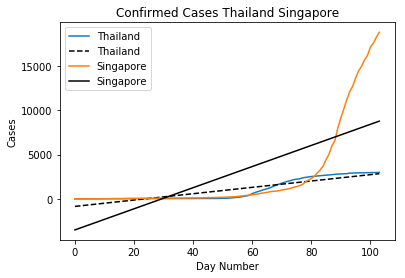 Confirmed Cases Thailand Singapore
Thailand
Thailand
Singapore
Singapore
15000
10000
5000
0
Cases
0 20 40 60 80 100
Day Number